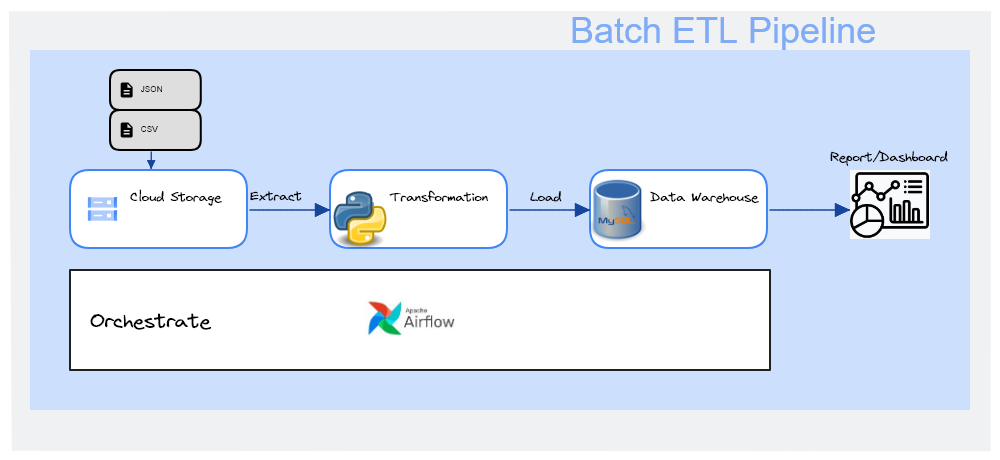 Batch ETL Pipeline
JSON
CSV
Report/Dashboard
Cloud Storage
Extract
Transformation
Load
Data Warehouse
MySQL
Orchestrate
Apache
Airflow